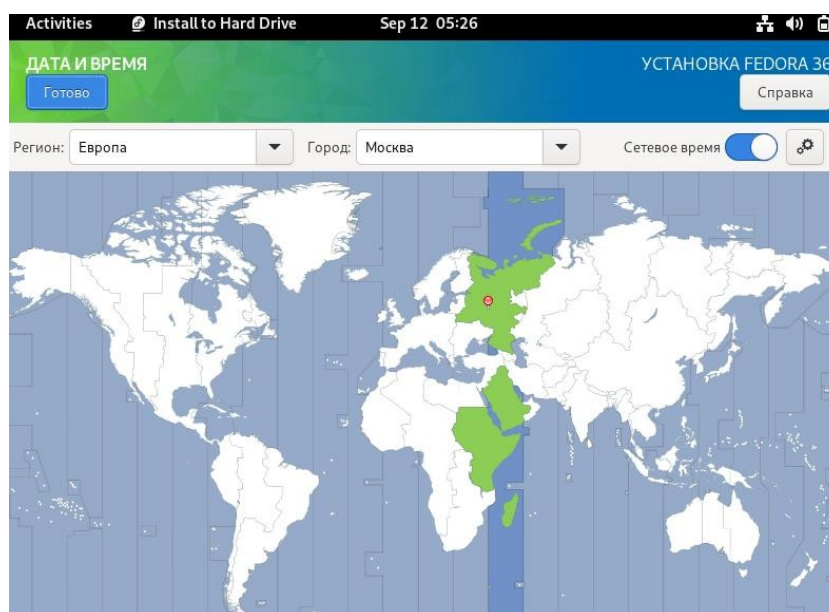 Activities Install to Hard Drive Sep 12 05:26
ДАТА И ВРЕМЯ УСТАНОВКА FEDORA 36
Готово Справка
Регион: Европа Город: Москва Сетевое время